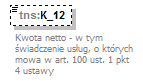 tns:K_12
Kwota netto - w tym
świadczenie usług, o których
mowa w art. 100 ust. 1 pkt
4 ustawy